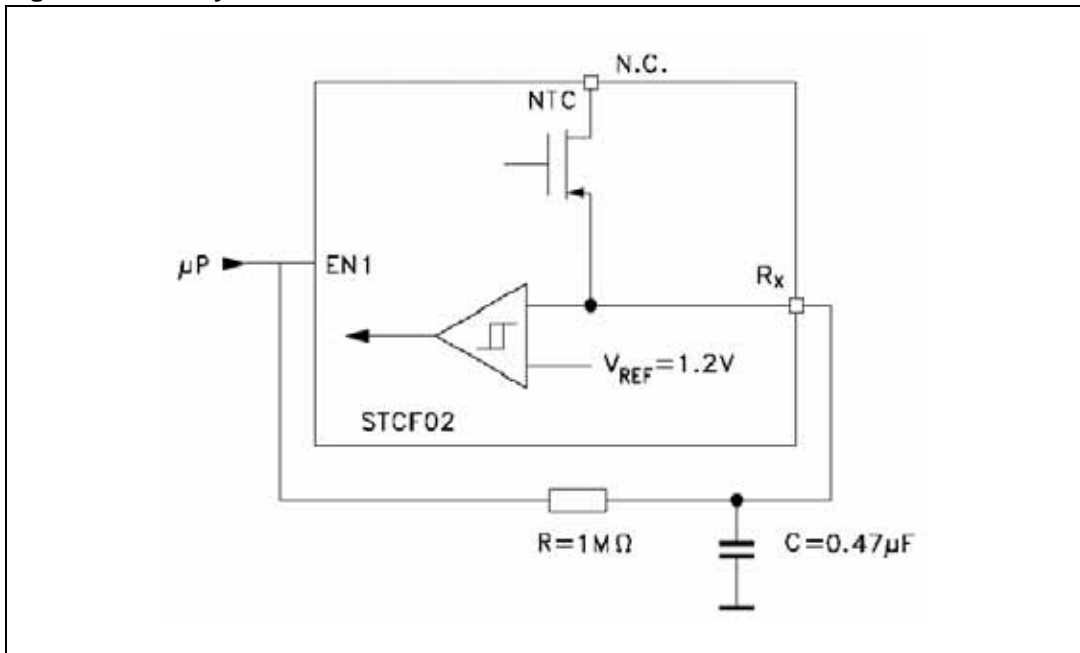 N.C.
NTC
µP
EN1
RX
VREF=1.2V
STCF02
R=1MΩ
C=0.47µF